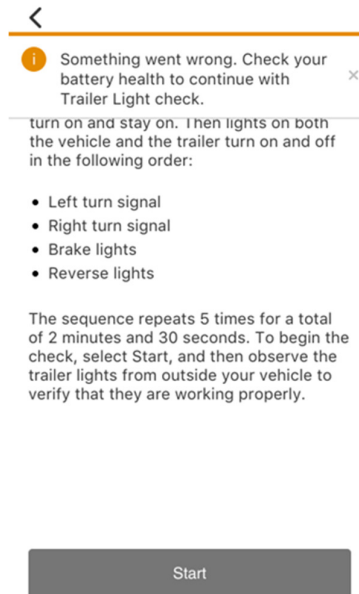 Something went wrong. Check your
battery health to continue with
Trailer Light check.
turn on and stay on. Then lights on both
the vehicle and the trailer turn on and off
in the following order:
• Left turn signal
• Right turn signal
• Brake lights
• Reverse lights
The sequence repeats 5 times for a total
of 2 minutes and 30 seconds. To begin the
check, select Start, and then observe the
trailer lights from outside your vehicle to
verify that they are working properly.
Start